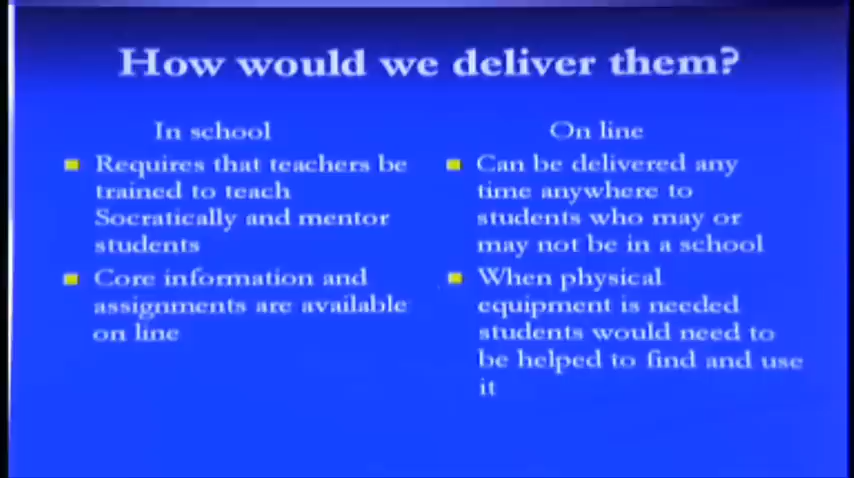 How would we deliver them?
In school
Requires that teachers be
trained to teach
Socratically and mentor
students
Core information and
assignments are available
on line
On line
Can be delivered any
time anywhere to
students who may or
may not be in a school
When physical
equipment is needed
students would need to
be helped to find and use
it